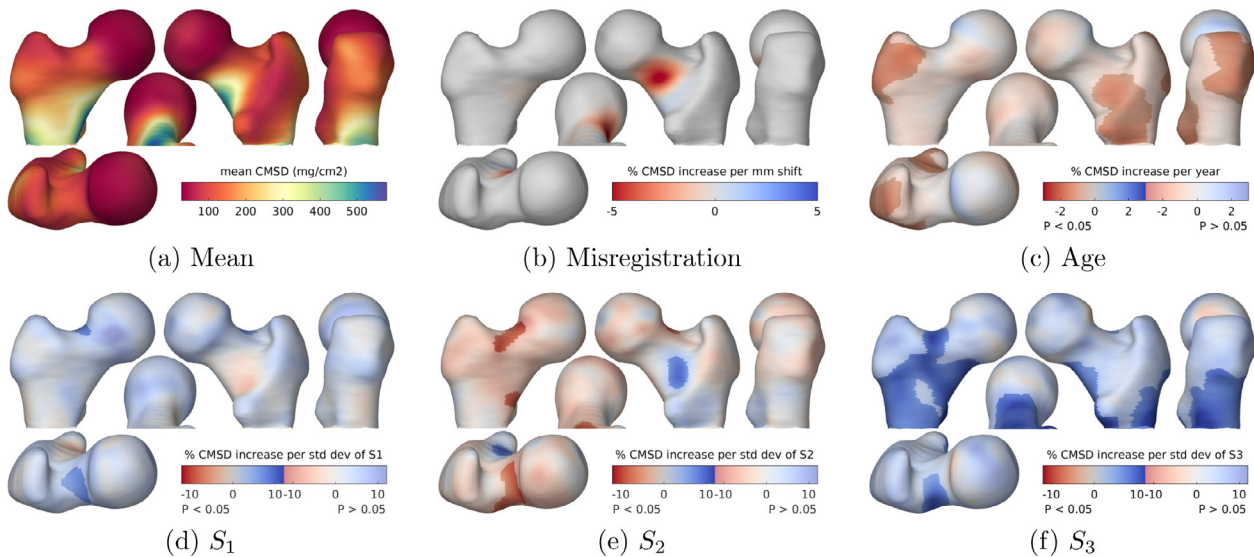 mean CMSD (mg/cm2)
100 200 300 400 500
(a) Mean
% CMSD increase per mm shift
-5 0 5
(b) Misregistration
% CMSD increase per year
-2 0 2 -2 0 2
P < 0.05 P > 0.05
(c) Age
% CMSD increase per std dev of S1
-10 0 10 -10 0 10
P < 0.05 P > 0.05
(d) S1
% CMSD increase per std dev of S2
-10 0 10 -10 0 10
P < 0.05 P > 0.05
(e) S2
% CMSD increase per std dev of S3
-10 0 10 -10 0 10
P < 0.05 P > 0.05
(f) S3